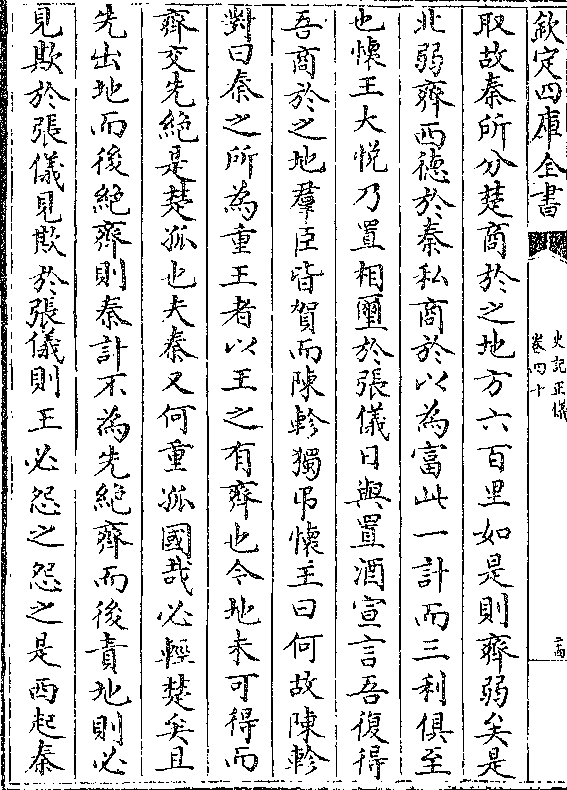 欽定四庫全書
史記正義
卷四十
二十四
取故秦所分楚商於之地方六百里如是則齊弱矣是
北弱齊西德於秦私商於以為富此一計而三利俱至
也懷王大悅乃置相璽於張儀日與置酒宣言吾復得
吾商於之地羣臣皆賀而陳軫獨弔懷王曰何故陳軫
對曰秦之所為重王者以王之有齊也今地未可得而
齊交先絶是楚孤也夫秦又何重孤國哉必輕楚矣且
先出地而後絶齊則秦計不為先絶齊而後責地則必
見欺於張儀見欺於張儀則王必怨之怨之是西起秦